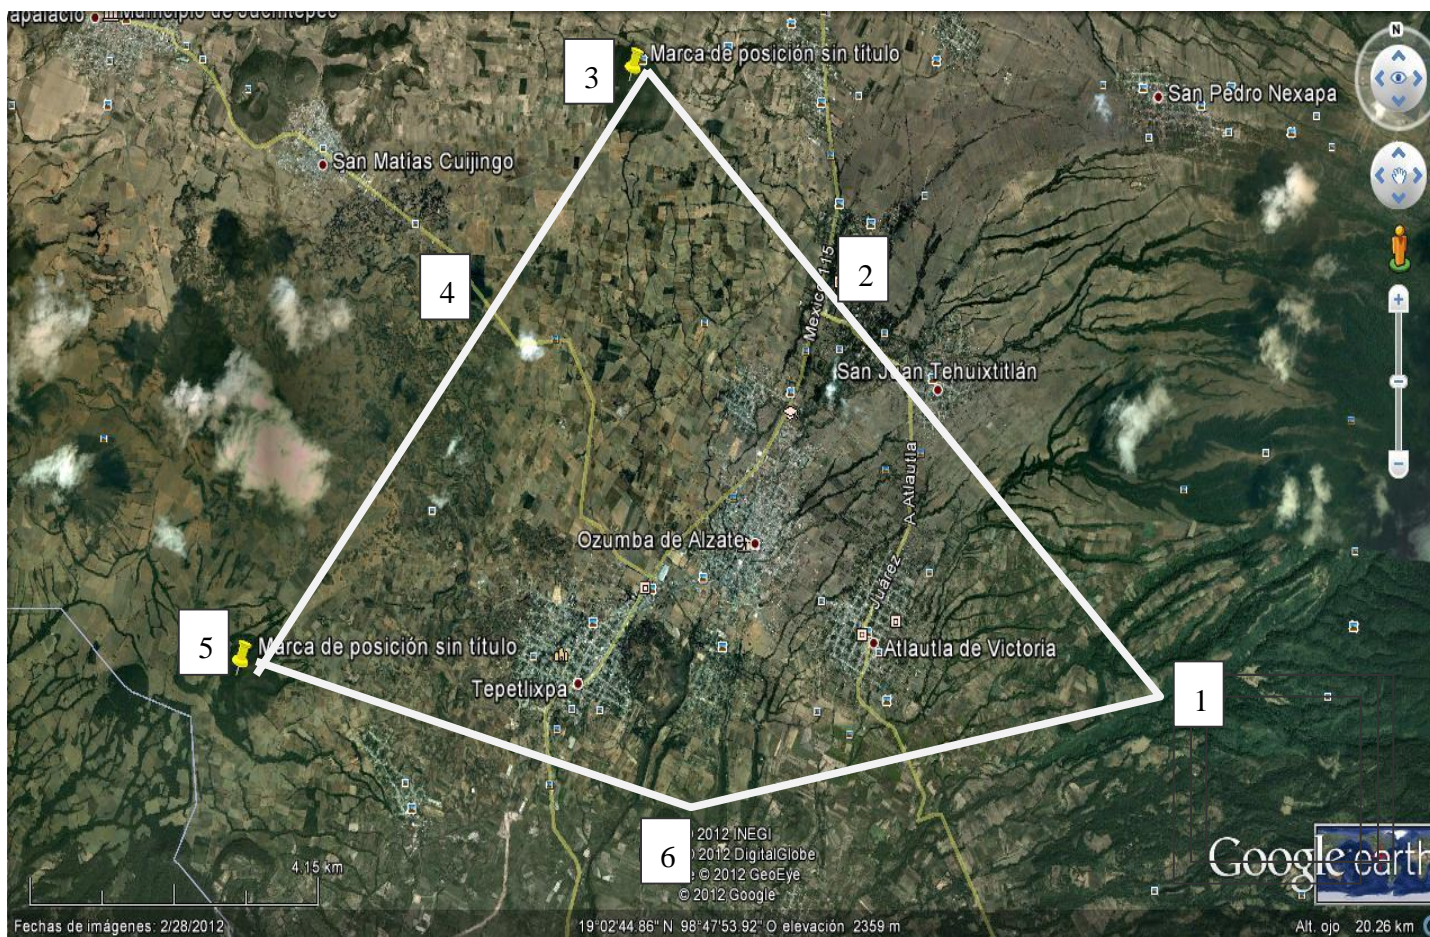 apalacio
Municipio de Juchitepec
3
Marca de posición sin título
N
San Pedro Nexapa
San Matías Cuijingo
2
4
Mexico 115
San Juan Tehuixtitlán
A Atlautla
Ozumba de Alzate
Juárez
5
Marca de posición sin título
Atlautla de Victoria
Tepetlixpa
1
6
2012 INEGI
2012 DigitalGlobe
© 2012 GeoEye
© 2012 Google
4.15 km
Google earth
Fechas de imágenes: 2/28/2012
19°02'44.86" N 98°47'53.92" O elevación 2359 m
Alt. ojo 20.26 km